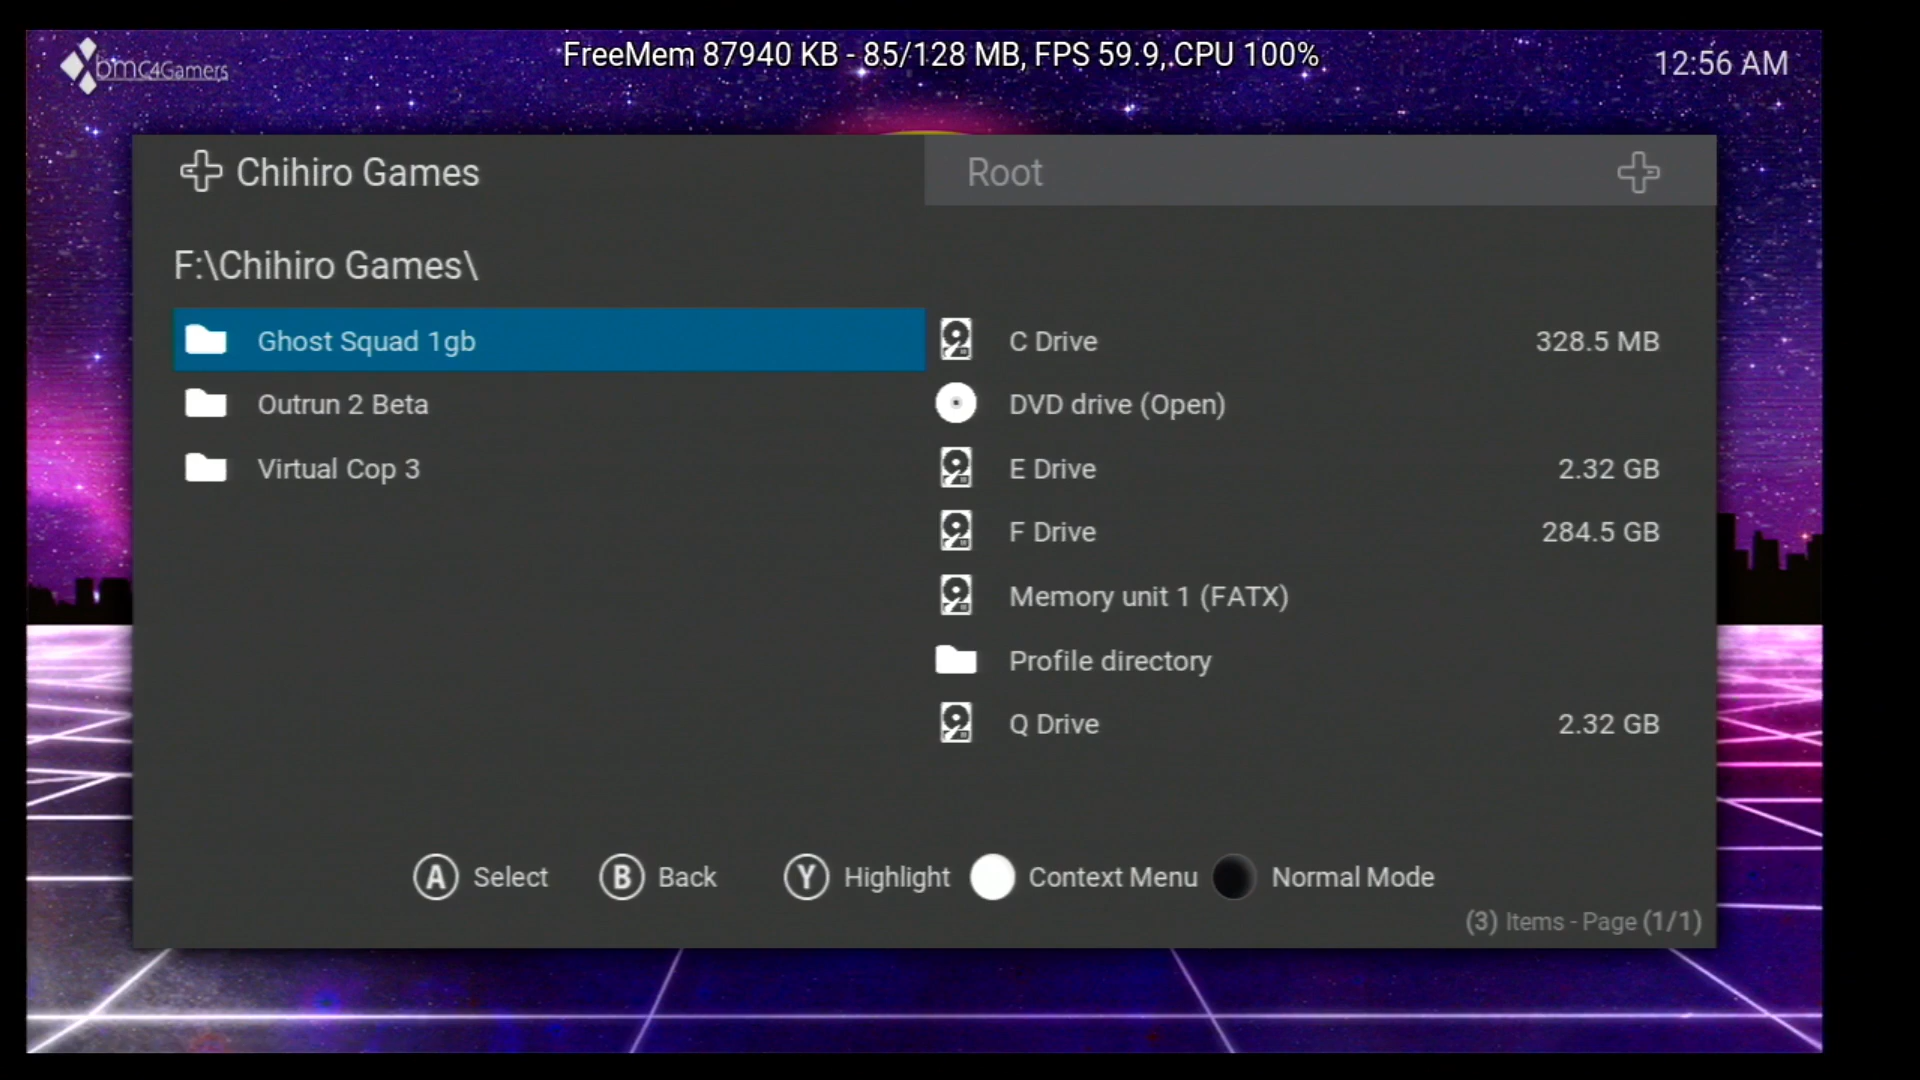 bmc4Gamers
FreeMem 87940 KB - 85/128 MB, FPS 59.9, CPU 100%
12:56 AM
Chihiro Games
Root
F:\Chihiro Games\
Ghost Squad 1gb
Outrun 2 Beta
Virtual Cop 3
C Drive 328.5 MB
DVD drive (Open)
E Drive 2.32 GB
F Drive 284.5 GB
Memory unit 1 (FATX)
Profile directory
Q Drive 2.32 GB
A Select B Back Y Highlight Context Menu Normal Mode
(3) Items - Page (1/1)